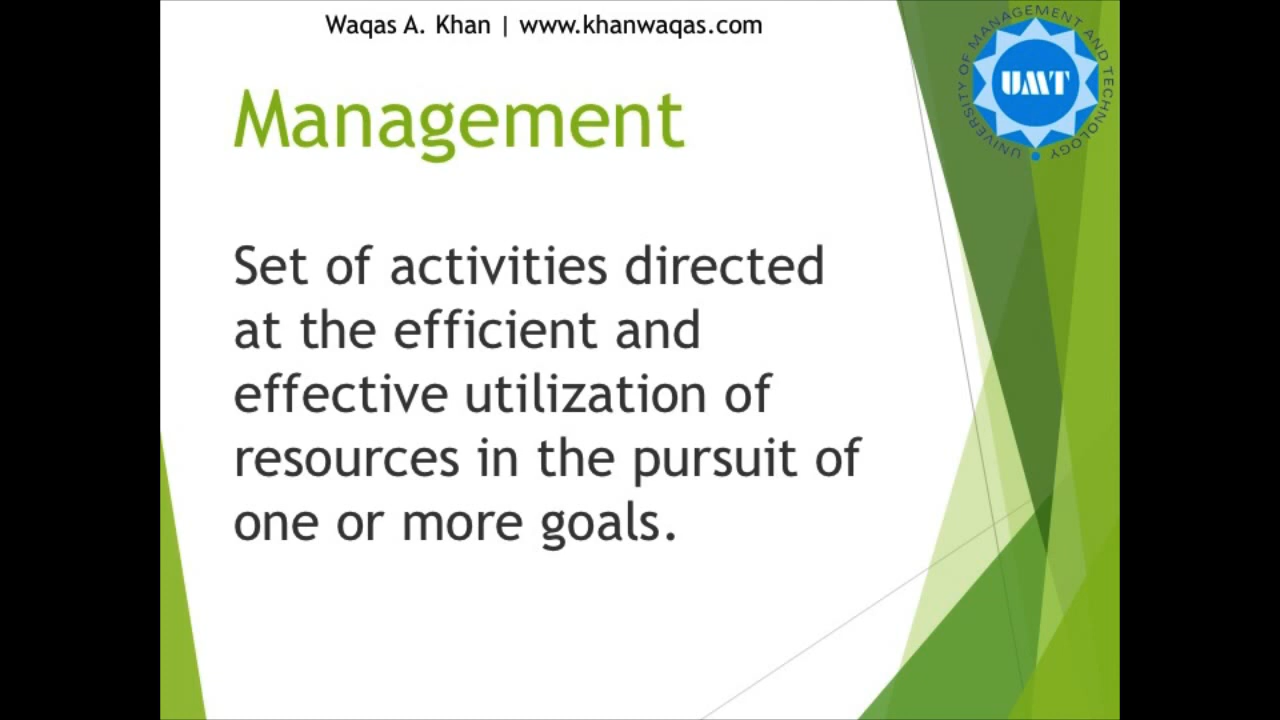 Waqas A. Khan | www.khanwaqas.com
UNIVERSITY OF MANAGEMENT AND TECHNOLOGY
UMT
Management
Set of activities directed
at the efficient and
effective utilization of
resources in the pursuit of
one or more goals.